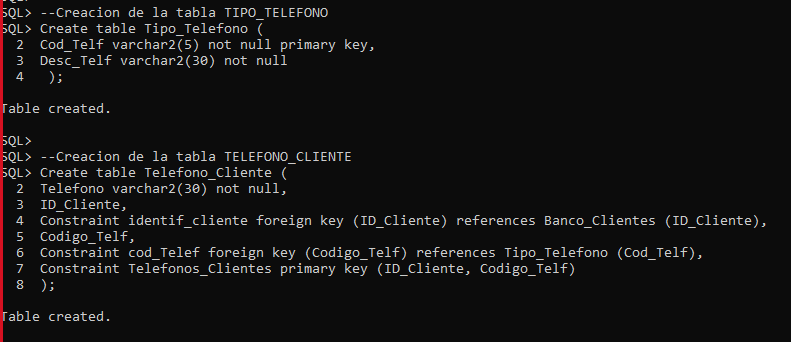 SQL> --Creacion de la tabla TIPO_TELEFONO
SQL> Create table Tipo_Telefono (
2 Cod_Telf varchar2(5) not null primary key,
3 Desc_Telf varchar2(30) not null
4 );
Table created.
SQL>
SQL> --Creacion de la tabla TELEFONO_CLIENTE
SQL> Create table Telefono_Cliente (
2 Telefono varchar2(30) not null,
3 ID_Cliente,
4 Constraint identif_cliente foreign key (ID_Cliente) references Banco_Clientes (ID_Cliente),
5 Codigo_Telf,
6 Constraint cod_Telef foreign key (Codigo_Telf) references Tipo_Telefono (Cod_Telf),
7 Constraint Telefonos_Clientes primary key (ID_Cliente, Codigo_Telf)
8 );
Table created.